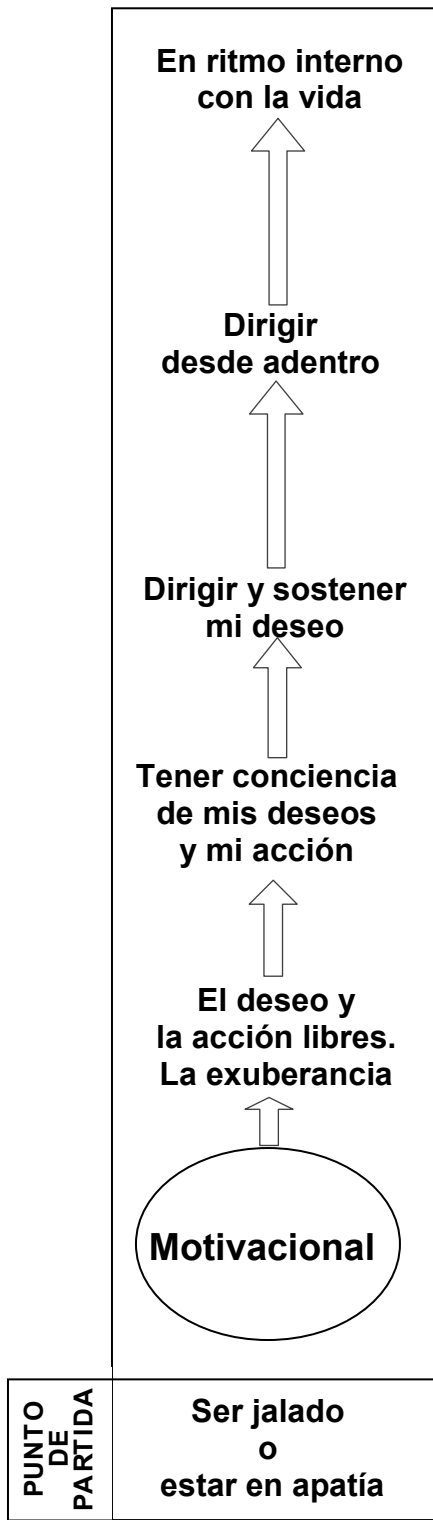 En ritmo interno
con la vida
Dirigir
desde adentro
Dirigir y sostener
mi deseo
Tener conciencia
de mis deseos
y mi acción
El deseo y
la acción libres.
La exuberancia
Motivacional
PUNTO
DE
PARTIDA
Ser jalado
o
estar en apatía